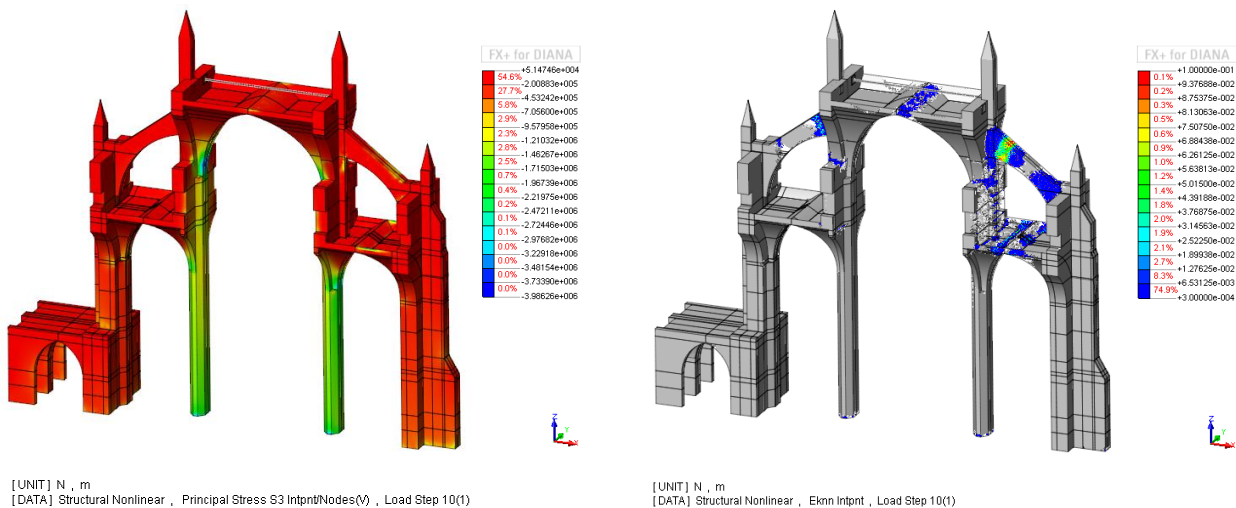 FX+ for DIANA
+5.14746e+004
54.6%
-2.00883e+005
27.7%
-4.53242e+005
5.8%
-7.05600e+005
2.9%
-9.57958e+005
2.3%
-1.21032e+006
2.8%
-1.46267e+006
2.5%
-1.71503e+006
0.7%
-1.96739e+006
0.4%
-2.21975e+006
0.2%
-2.47211e+006
0.1%
-2.72446e+006
0.1%
-2.97682e+006
0.0%
-3.22918e+006
0.0%
-3.48154e+006
0.0%
-3.73390e+006
0.0%
-3.98626e+006
Z
Y
X
[UNIT] N , m
[DATA] Structural Nonlinear , Principal Stress S3 Intpnt/Nodes(V) , Load Step 10(1)
FX+ for DIANA
+1.00000e-001
0.1%
+9.37688e-002
0.2%
+8.75375e-002
0.3%
+8.13063e-002
0.5%
+7.50750e-002
0.6%
+6.88438e-002
0.9%
+6.26125e-002
1.0%
+5.63813e-002
1.2%
+5.01500e-002
1.4%
+4.39188e-002
1.8%
+3.76875e-002
2.0%
+3.14563e-002
1.9%
+2.52250e-002
2.1%
+1.89938e-002
2.7%
+1.27625e-002
8.3%
+6.53125e-003
74.9%
+3.00000e-004
Z
Y
X
[UNIT] N , m
[DATA] Structural Nonlinear , Eknn Intpnt , Load Step 10(1)